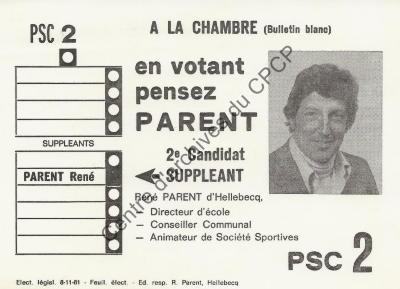 PSC 2
A LA CHAMBRE (Bulletin blanc)
en votant
pensez
PARENT
SUPPLEANTS
2e Candidat
SUPPLEANT
PARENT René
René PARENT d'Hellebecq,
— Directeur d'école
— Conseiller Communal
— Animateur de Société Sportives
PSC 2
Elect. législ. 8-11-81 - Feuil. élect. - Ed. resp. R. Parent, Hellebecq
Centre d'archives du CPCP